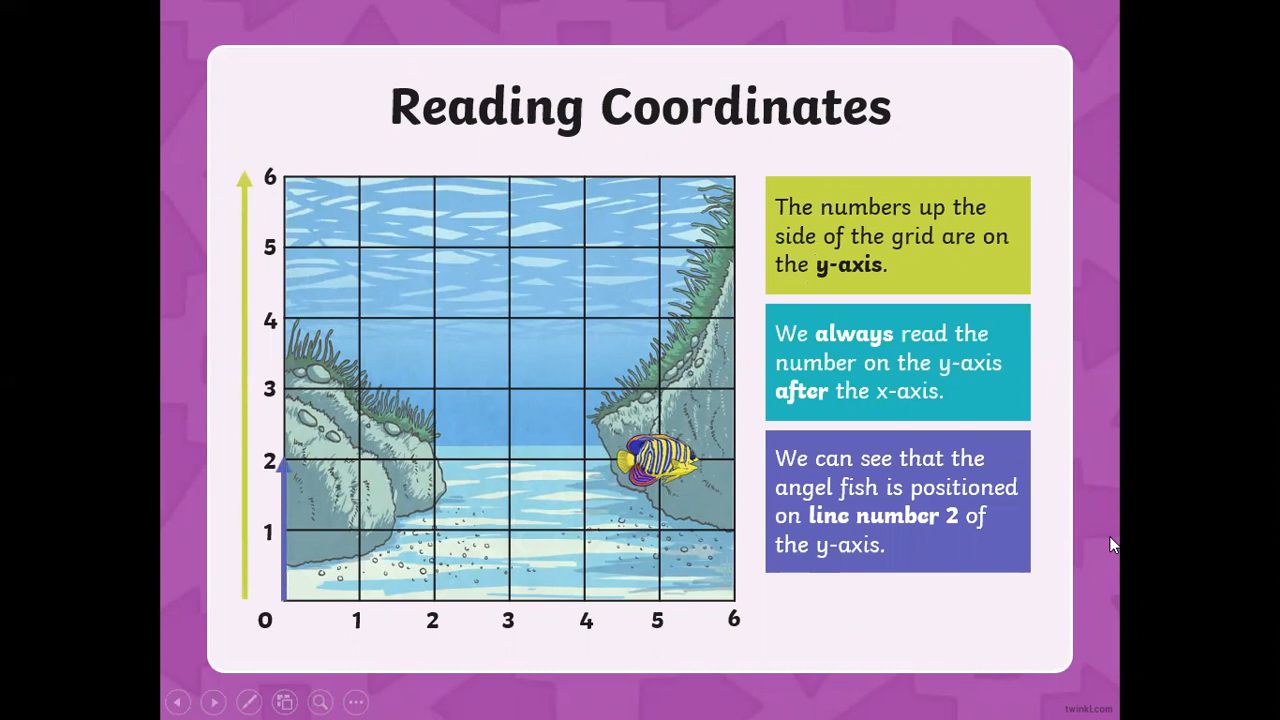 Reading Coordinates
6
5
4
3
2
1
0
1
2
3
4
5
6
The numbers up the
side of the grid are on
the y-axis.
We always read the
number on the y-axis
after the x-axis.
We can see that the
angel fish is positioned
on line number 2 of
the y-axis.
twinkl.com